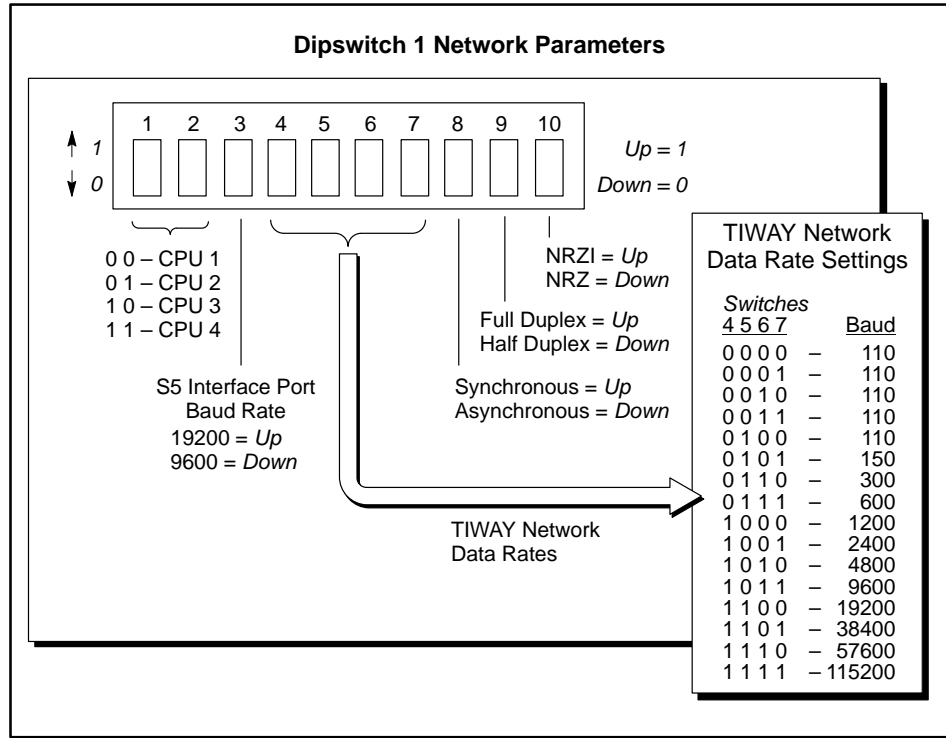 Dipswitch 1 Network Parameters
1 2 3 4 5 6 7 8 9 10
1
0
Up = 1
Down = 0
0 0 – CPU 1
0 1 – CPU 2
1 0 – CPU 3
1 1 – CPU 4
S5 Interface Port
Baud Rate
19200 = Up
9600 = Down
NRZI = Up
NRZ = Down
Full Duplex = Up
Half Duplex = Down
Synchronous = Up
Asynchronous = Down
TIWAY Network
Data Rates
TIWAY Network
Data Rate Settings
Switches
4 5 6 7 Baud
0 0 0 0 – 110
0 0 0 1 – 110
0 0 1 0 – 110
0 0 1 1 – 110
0 1 0 0 – 110
0 1 0 1 – 150
0 1 1 0 – 300
0 1 1 1 – 600
1 0 0 0 – 1200
1 0 0 1 – 2400
1 0 1 0 – 4800
1 0 1 1 – 9600
1 1 0 0 – 19200
1 1 0 1 – 38400
1 1 1 0 – 57600
1 1 1 1 – 115200